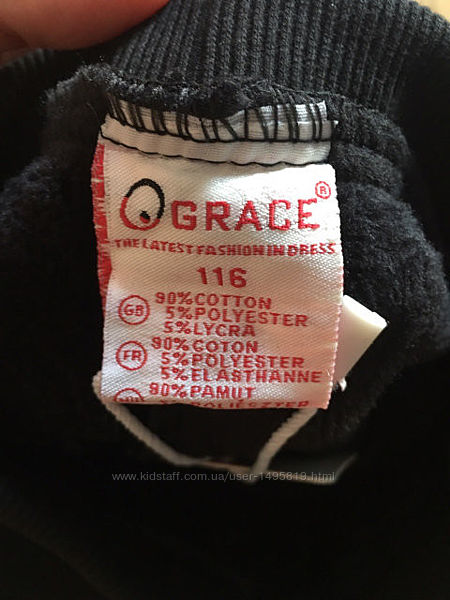 GRACE®
THE LATEST FASHION IN DRESS
116
GB 90%COTTON
5%POLYESTER
5%LYCRA
FR 90%COTON
5%POLYESTER
5%ELASTHANNE
90%PAMUT
www.kidstaff.com.ua/user-1495819.html